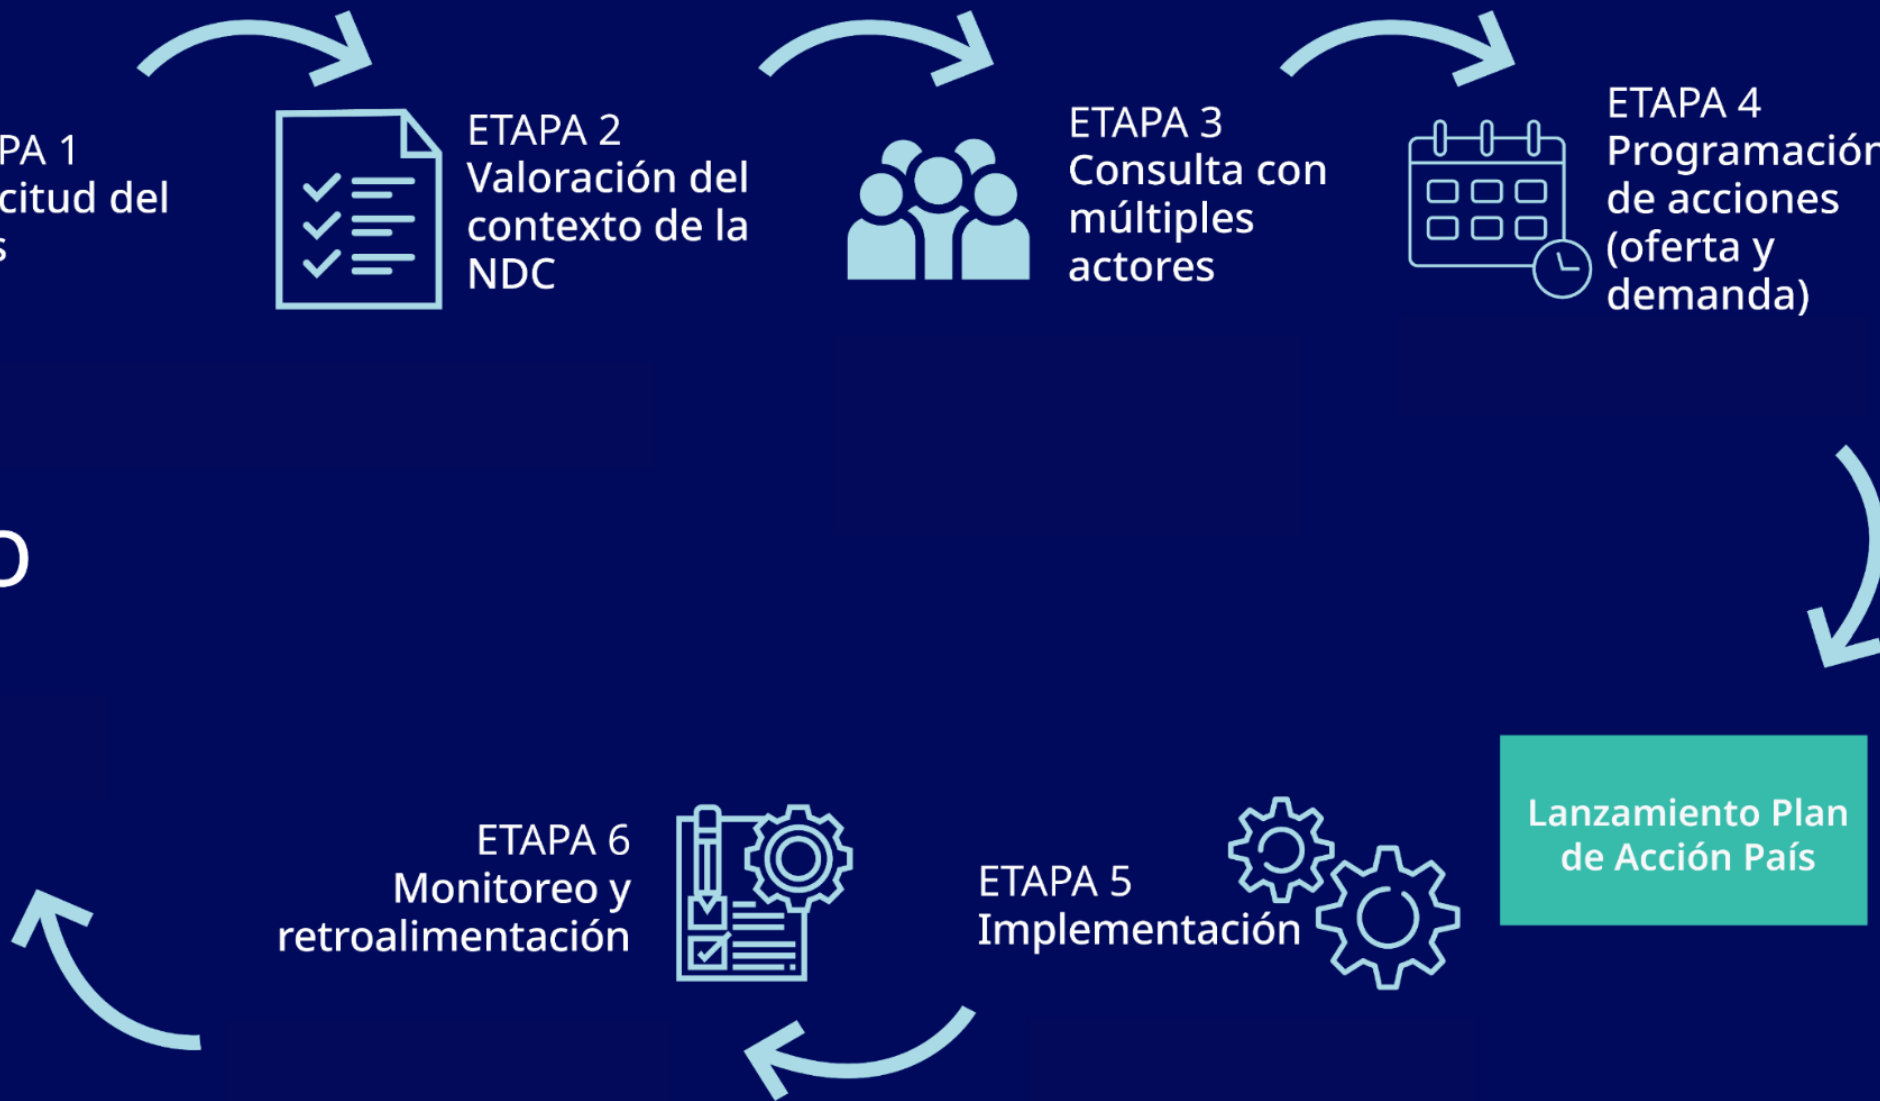 PA 1
citud del
s
ETAPA 2
Valoración del
contexto de la
NDC
ETAPA 3
Consulta con
múltiples
actores
ETAPA 4
Programación
de acciones
(oferta y
demanda)
o
Lanzamiento Plan
de Acción País
ETAPA 5
Implementación
ETAPA 6
Monitoreo y
retroalimentación